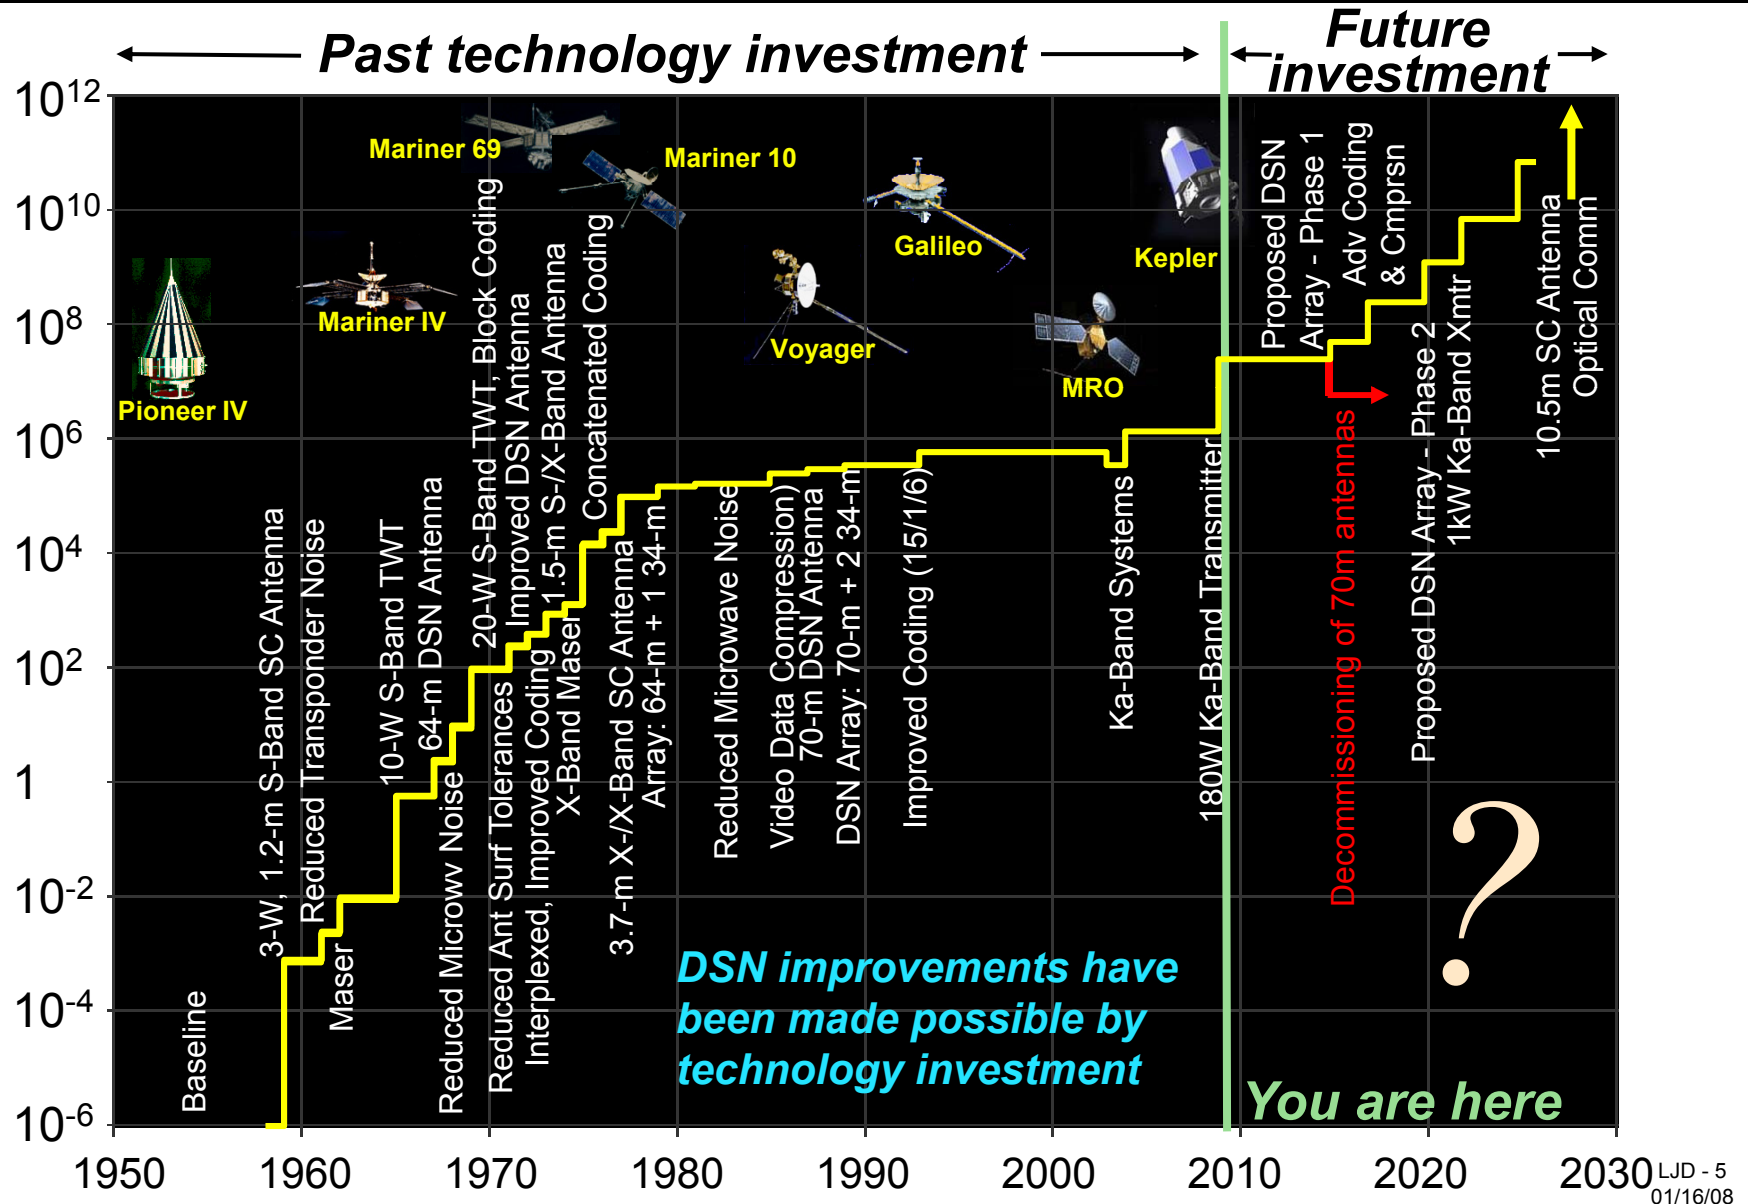 Past technology investment
Future
investment
10^12
10^10
10^8
10^6
10^4
10^2
1
10^-2
10^-4
10^-6
1950
1960
1970
1980
1990
2000
2010
2020
2030
Pioneer IV
Mariner IV
Mariner 69
Mariner 10
Voyager
Galileo
MRO
Kepler
Baseline
3-W, 1.2-m S-Band SC Antenna
Reduced Transponder Noise
Maser
10-W S-Band TWT
64-m DSN Antenna
Reduced Microwv Noise
20-W S-Band TWT, Block Coding
Reduced Ant Surf Tolerances
Improved DSN Antenna
Interplexed, Improved Coding
1.5-m S-/X-Band Antenna
X-Band Maser
Concatenated Coding
3.7-m X-/X-Band SC Antenna
Array: 64-m + 1 34-m
Reduced Microwave Noise
Video Data Compression)
70-m DSN Antenna
DSN Array: 70-m + 2 34-m
Improved Coding (15/1/6)
Ka-Band Systems
180W Ka-Band Transmitter
Proposed DSN
Array - Phase 1
Decommissioning of 70m antennas
Adv Coding
& Cmprsn
Proposed DSN Array - Phase 2
1kW Ka-Band Xmtr
10.5m SC Antenna
Optical Comm
?
DSN improvements have
been made possible by
technology investment
You are here
LJD - 5
01/16/08